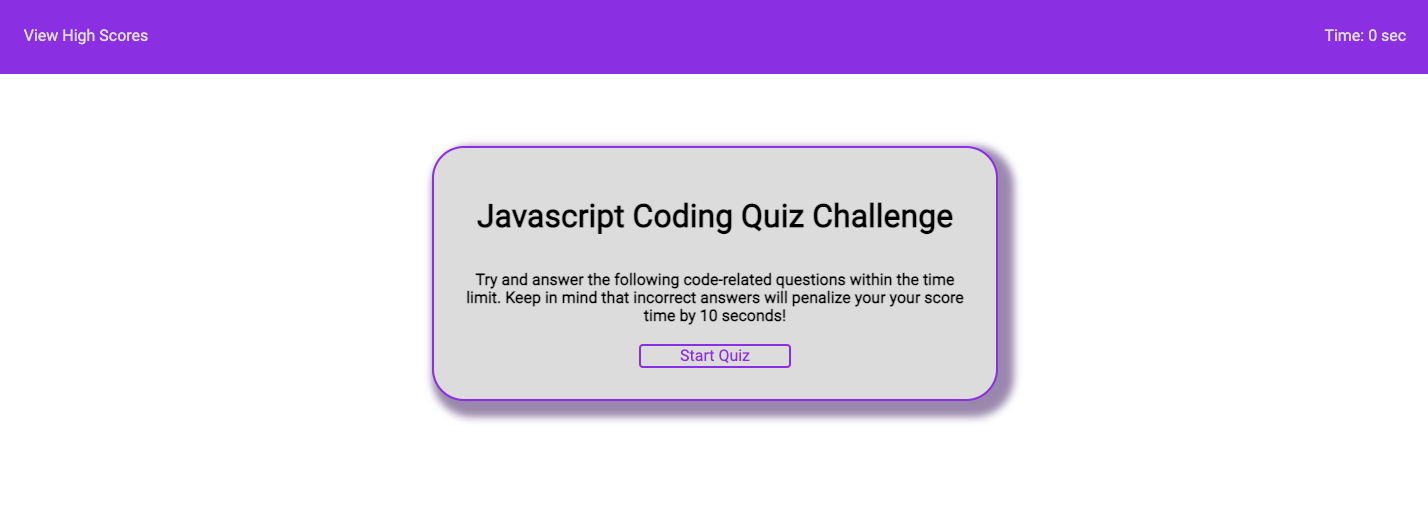 View High Scores
Time: 0 sec
Javascript Coding Quiz Challenge
Try and answer the following code-related questions within the time
limit. Keep in mind that incorrect answers will penalize your your score
time by 10 seconds!
Start Quiz